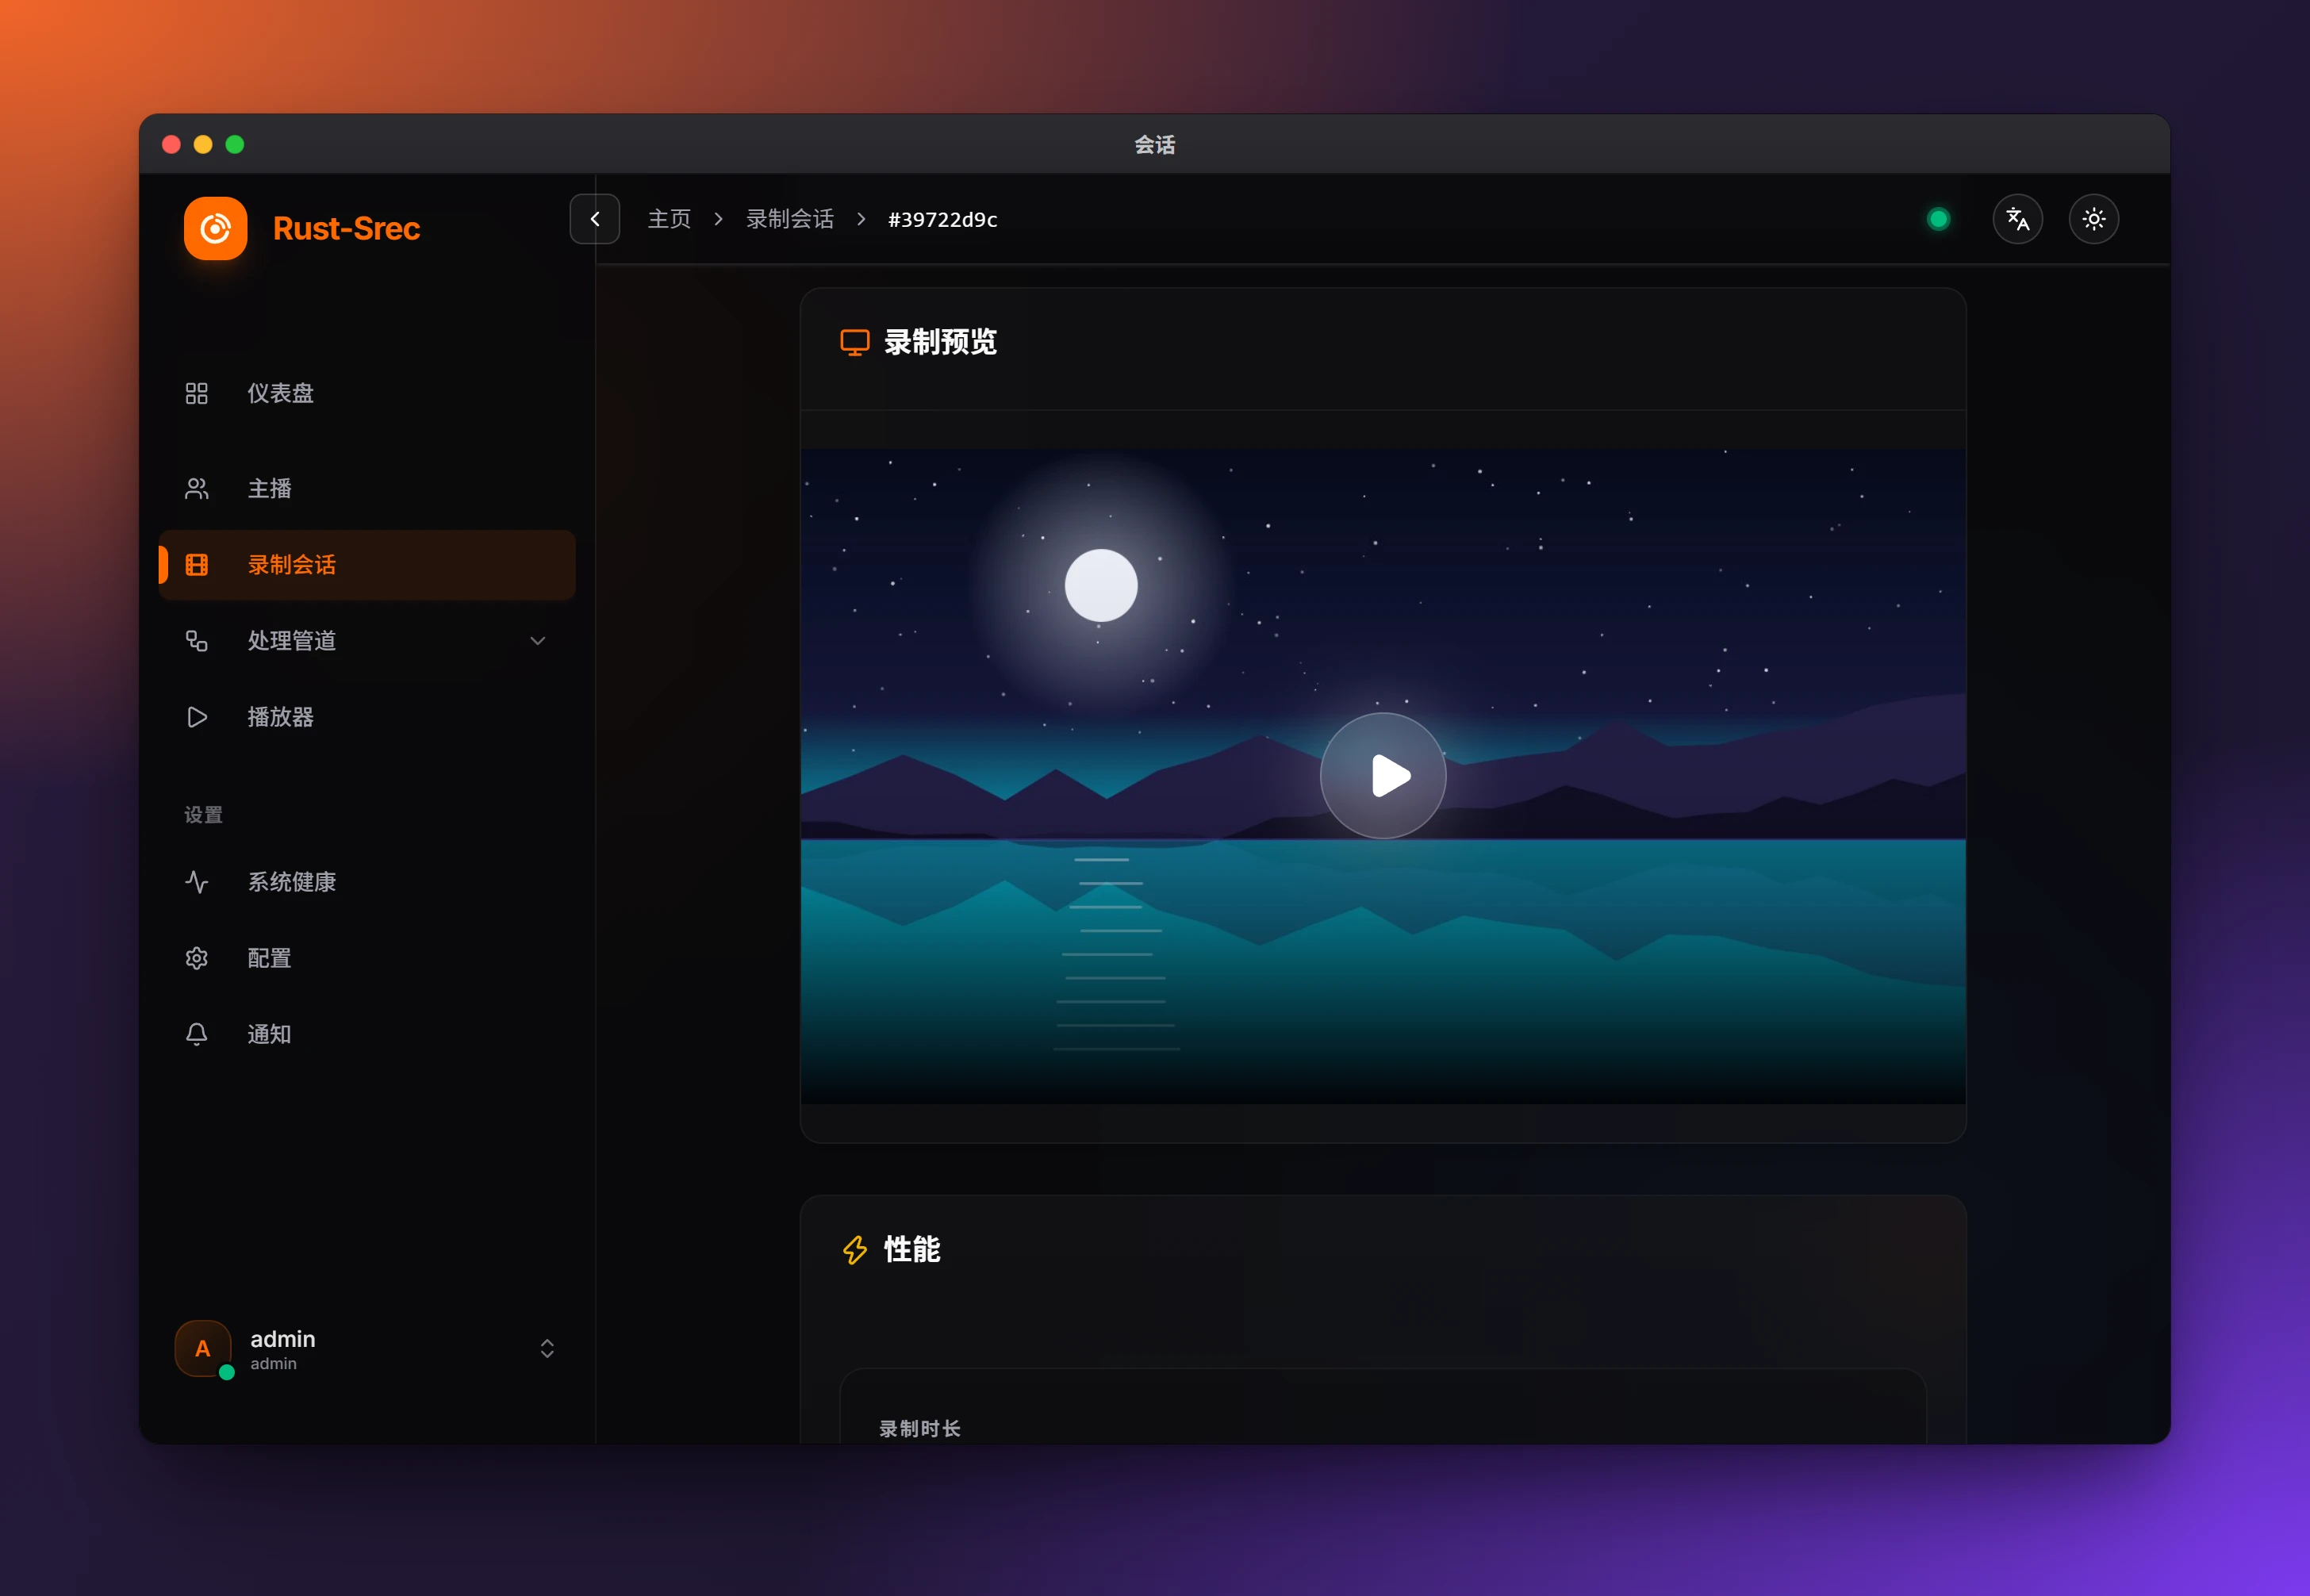 会话
Rust-Srec
主页 > 录制会话 > #39722d9c
仪表盘
主播
录制会话
处理管道
播放器
设置
系统健康
配置
通知
A
admin
admin
录制预览
性能
录制时长